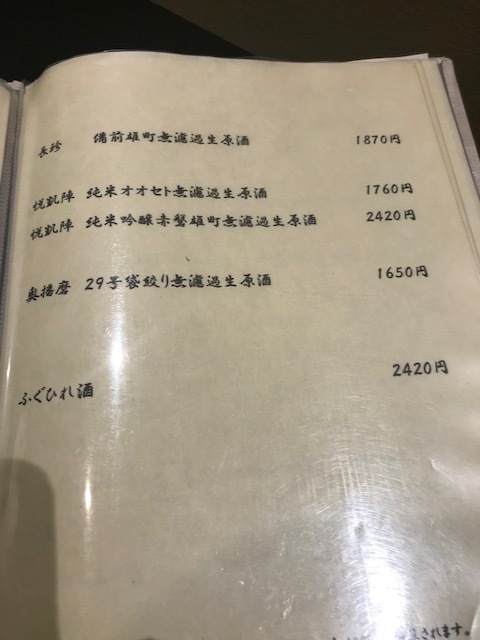 長珍 備前雄町無濾過生原酒 1870円
悦凱陣 純米オオセト無濾過生原酒 1760円
悦凱陣 純米吟醸赤磐雄町無濾過生原酒 2420円
奥播磨 29号袋絞り無濾過生原酒 1650円
ふぐひれ酒 2420円
されます。